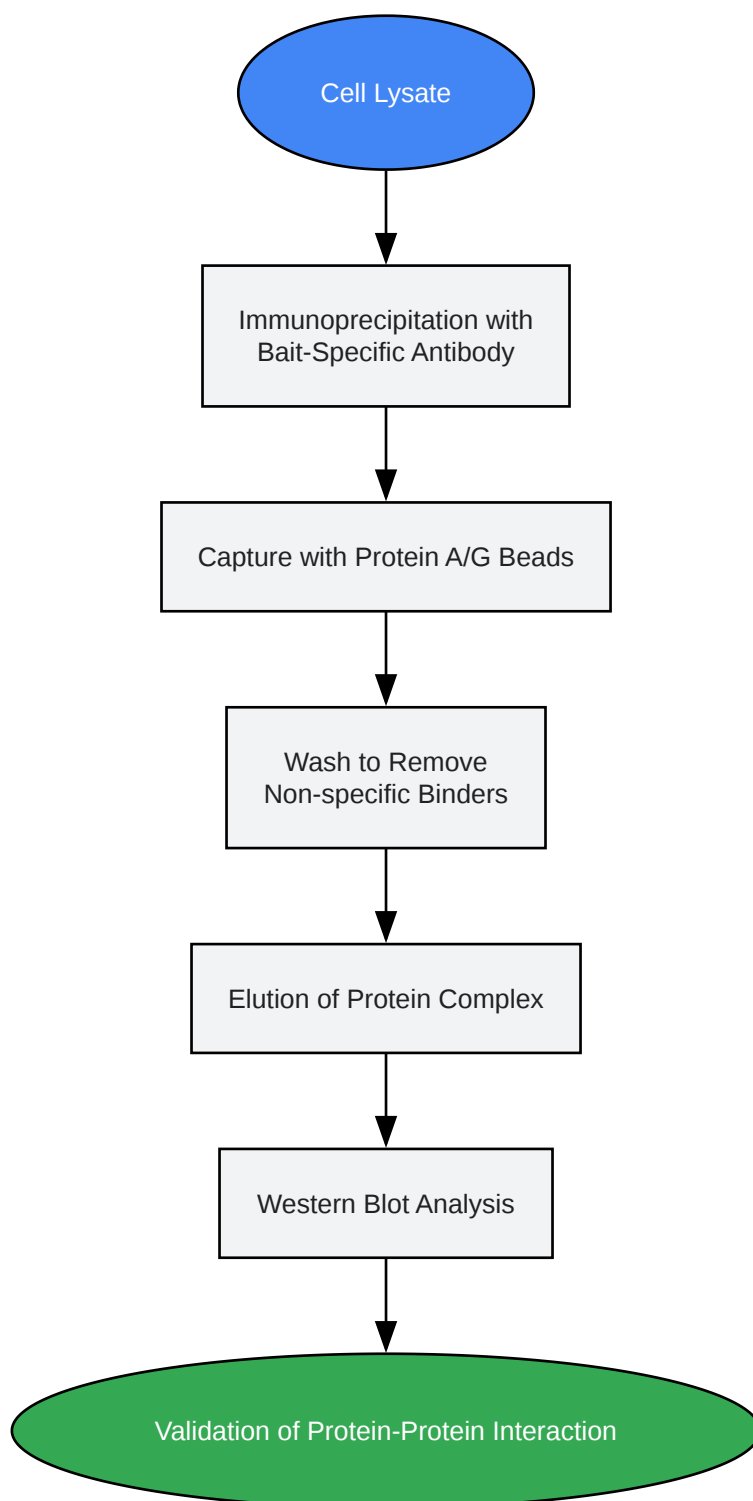 Cell Lysate
Immunoprecipitation with
Bait-Specific Antibody
Capture with Protein A/G Beads
Wash to Remove
Non-specific Binders
Elution of Protein Complex
Western Blot Analysis
Validation of Protein-Protein Interaction